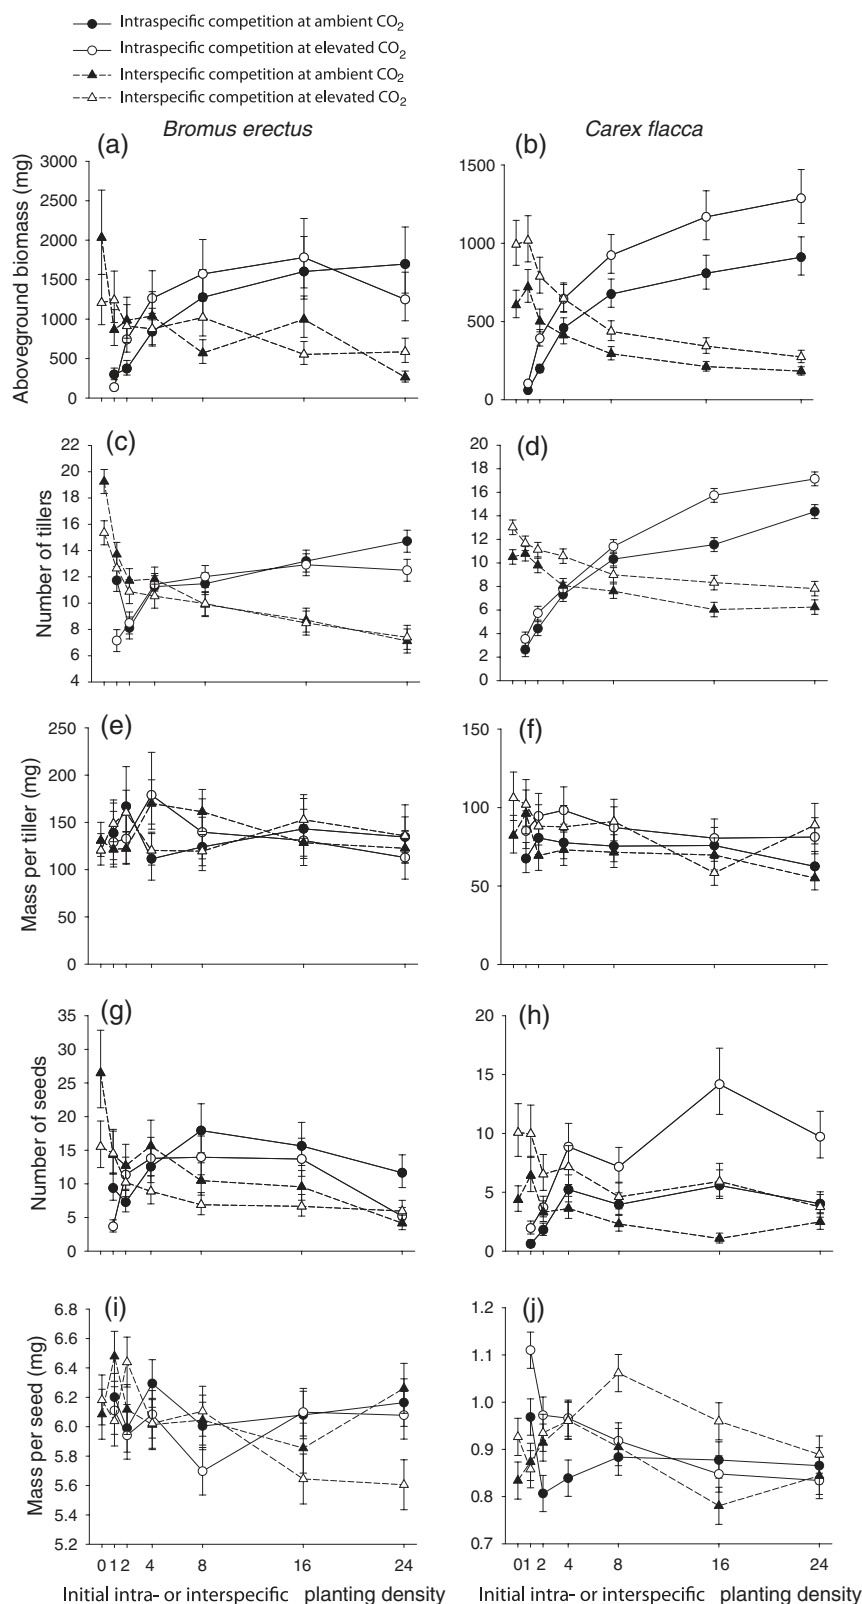 Intraspecific competition at ambient CO2
Intraspecific competition at elevated CO2
Interspecific competition at ambient CO2
Interspecific competition at elevated CO2
Bromus erectus
Carex flacca
(a)
Aboveground biomass (mg)
3000
2500
2000
1500
1000
500
0
(b)
1500
1000
500
0
(c)
Number of tillers
22
20
18
16
14
12
10
8
6
4
(d)
20
18
16
14
12
10
8
6
4
2
0
(e)
Mass per tiller (mg)
250
200
150
100
50
0
(f)
150
100
50
0
(g)
Number of seeds
35
30
25
20
15
10
5
0
(h)
20
15
10
5
0
(i)
Mass per seed (mg)
6.8
6.6
6.4
6.2
6.0
5.8
5.6
5.4
5.2
(j)
1.2
1.1
1.0
0.9
0.8
0.7
0 1 2 4 8 16 24
0 1 2 4 8 16 24
Initial intra- or interspecific planting density
Initial intra- or interspecific planting density